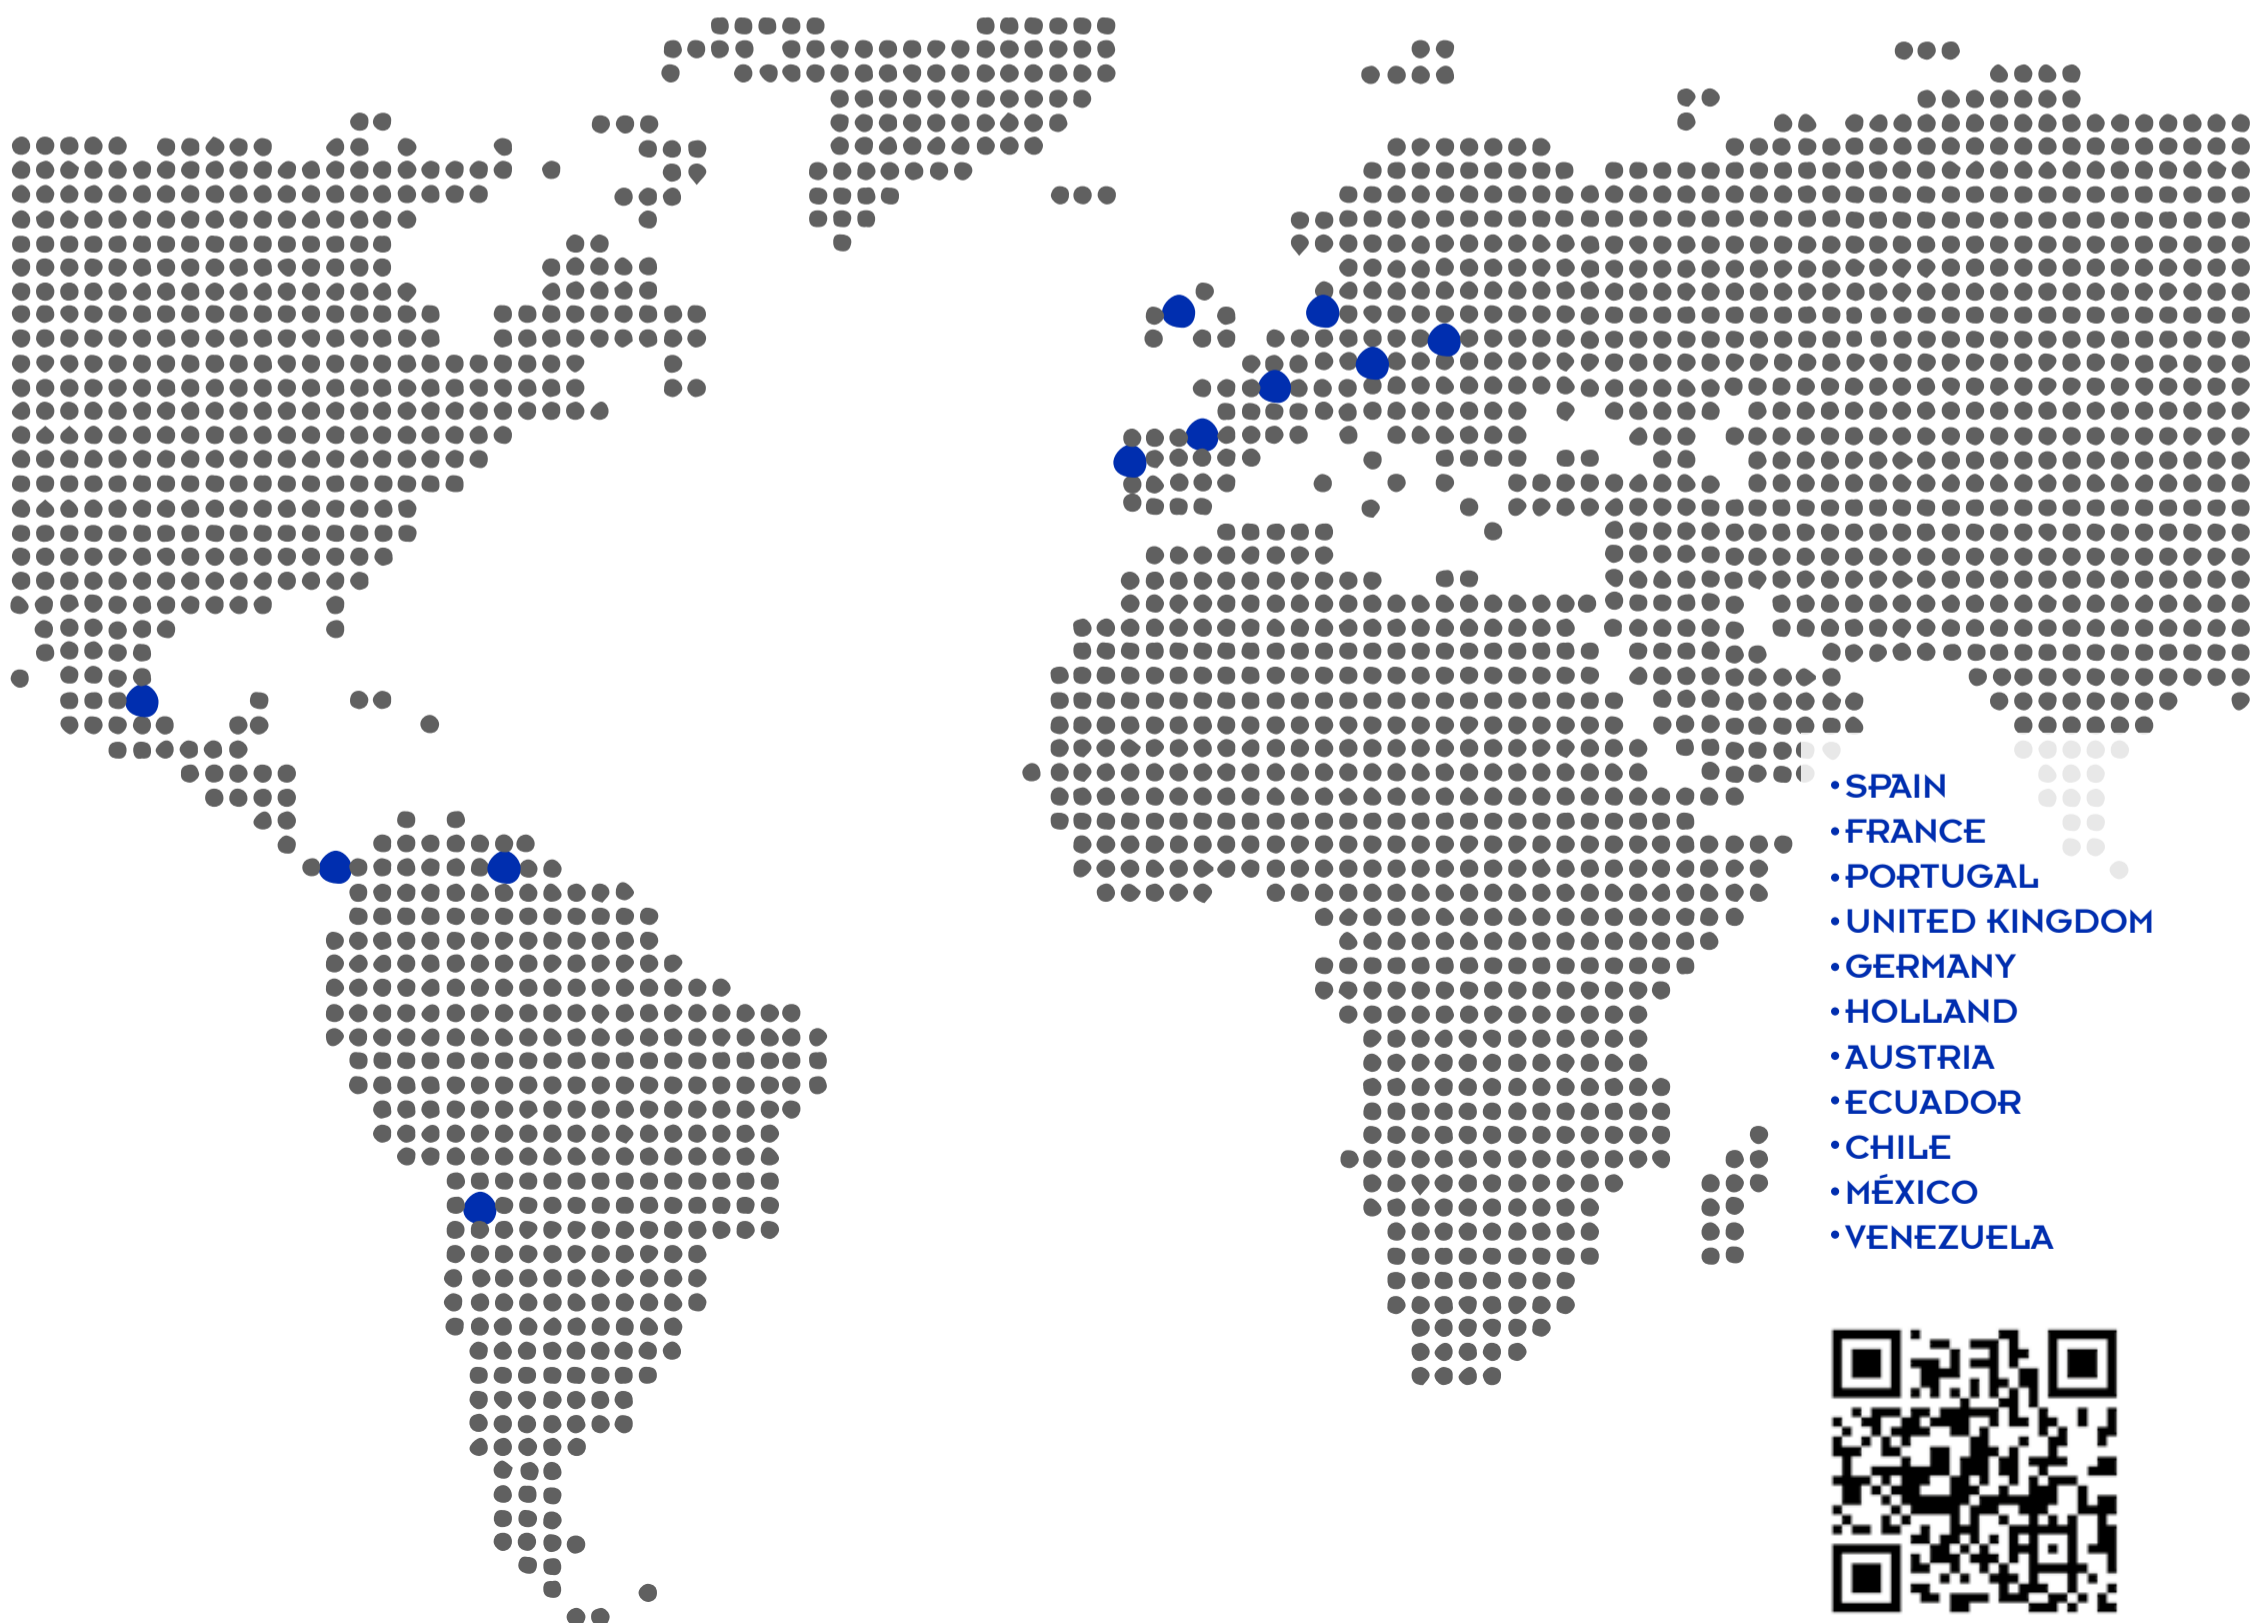 • SPAIN
• FRANCE
• PORTUGAL
• UNITED KINGDOM
• GERMANY
• HOLLAND
• AUSTRIA
• ECUADOR
• CHILE
• MÉXICO
• VENEZUELA